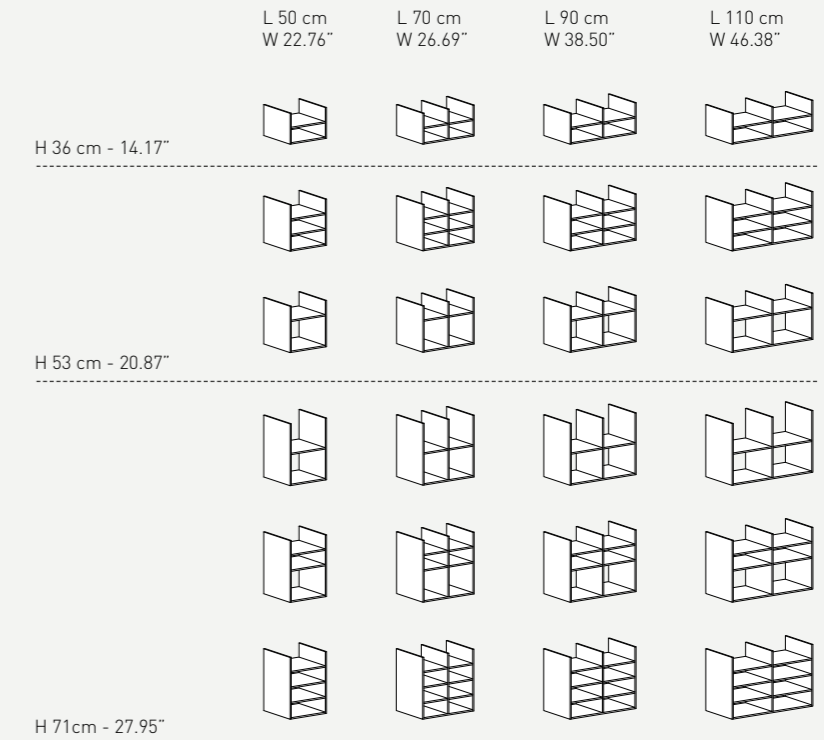 L 50 cm
W 22.76"
L 70 cm
W 26.69"
L 90 cm
W 38.50"
L 110 cm
W 46.38"
H 36 cm - 14.17"
H 53 cm - 20.87"
H 71cm - 27.95"